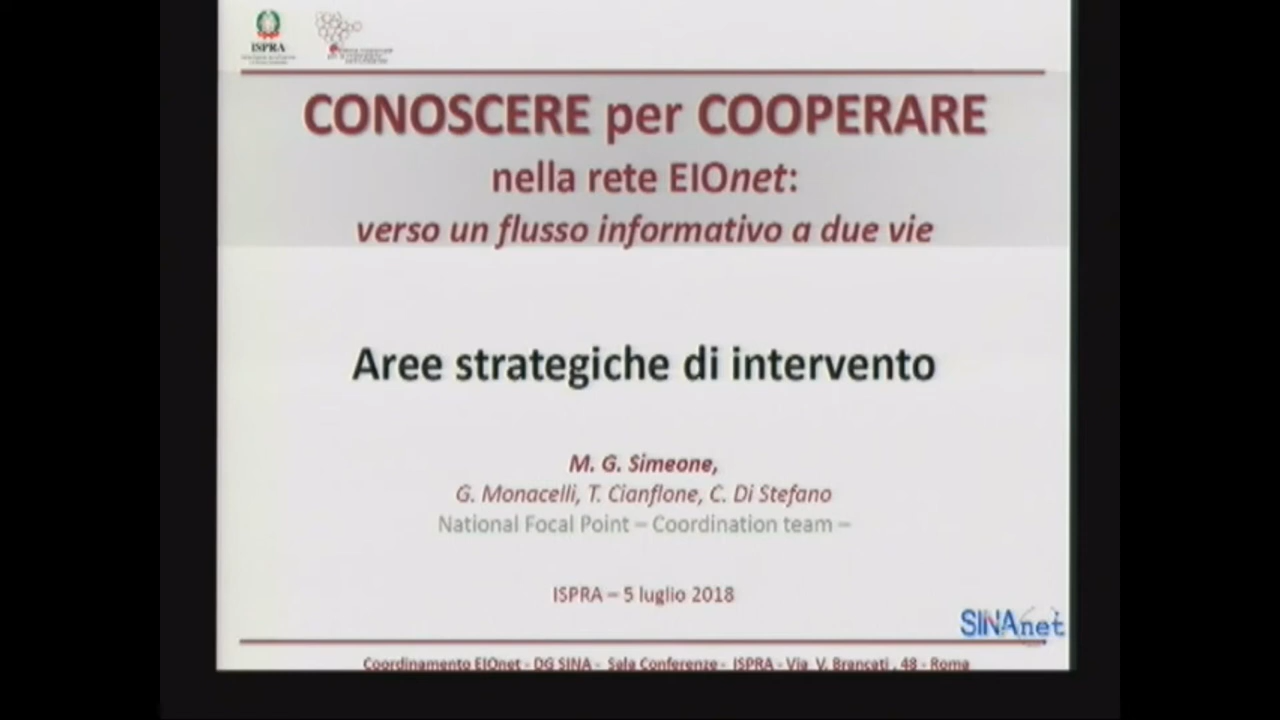 ISPRA
CONOSCERE per COOPERARE
nella rete EIOnet:
verso un flusso informativo a due vie
Aree strategiche di intervento
M. G. Simeone,
G. Monacelli, T. Cianflone, C. Di Stefano
National Focal Point – Coordination team –
ISPRA – 5 luglio 2018
SINAnet
Coordinamento EIOnet - DG SINA - Sala Conferenze - ISPRA - Via V. Brancati , 48 - Roma